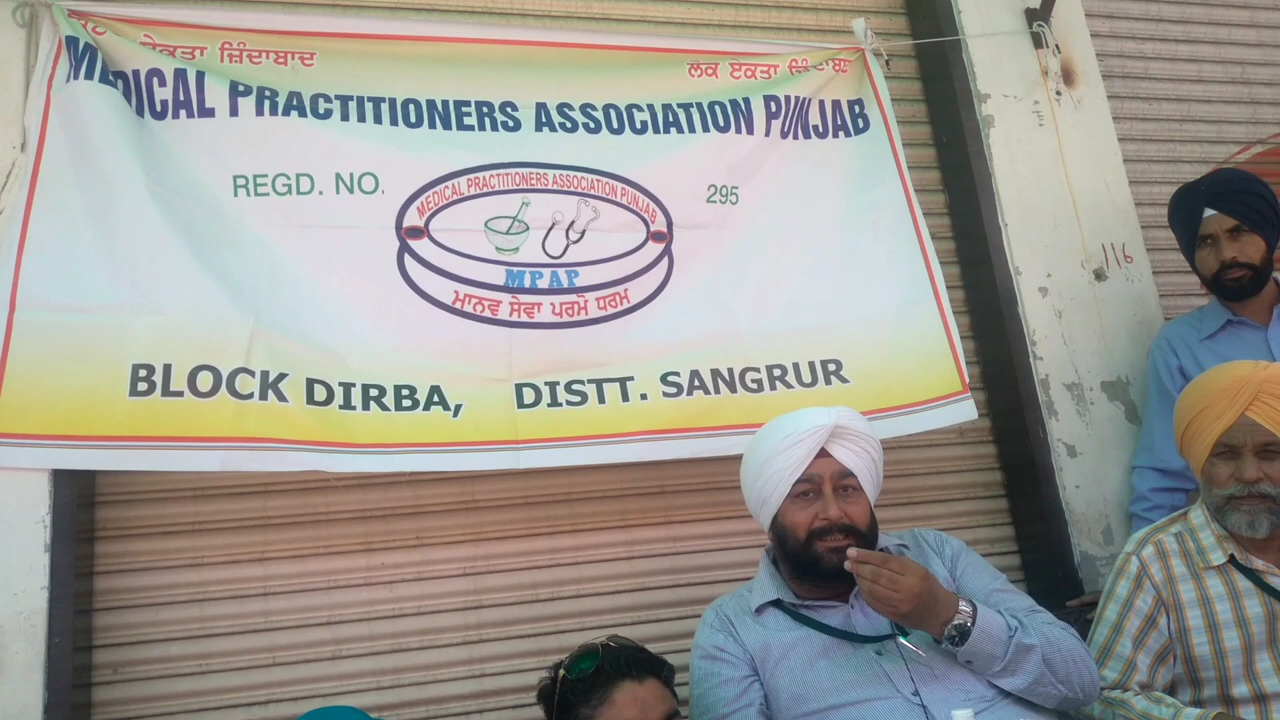 ਏਕਤਾ ਜ਼ਿੰਦਾਬਾਦ
ਲੋਕ ਏਕਤਾ
MEDICAL PRACTITIONERS ASSOCIATION PUNJAB
REGD. NO. 295
MEDICAL PRACTITIONERS ASSOCIATION PUNJAB
MPAP
ਮਾਨਵ ਸੇਵਾ ਪਰਮੋ ਧਰਮ
BLOCK DIRBA, DISTT. SANGRUR
116